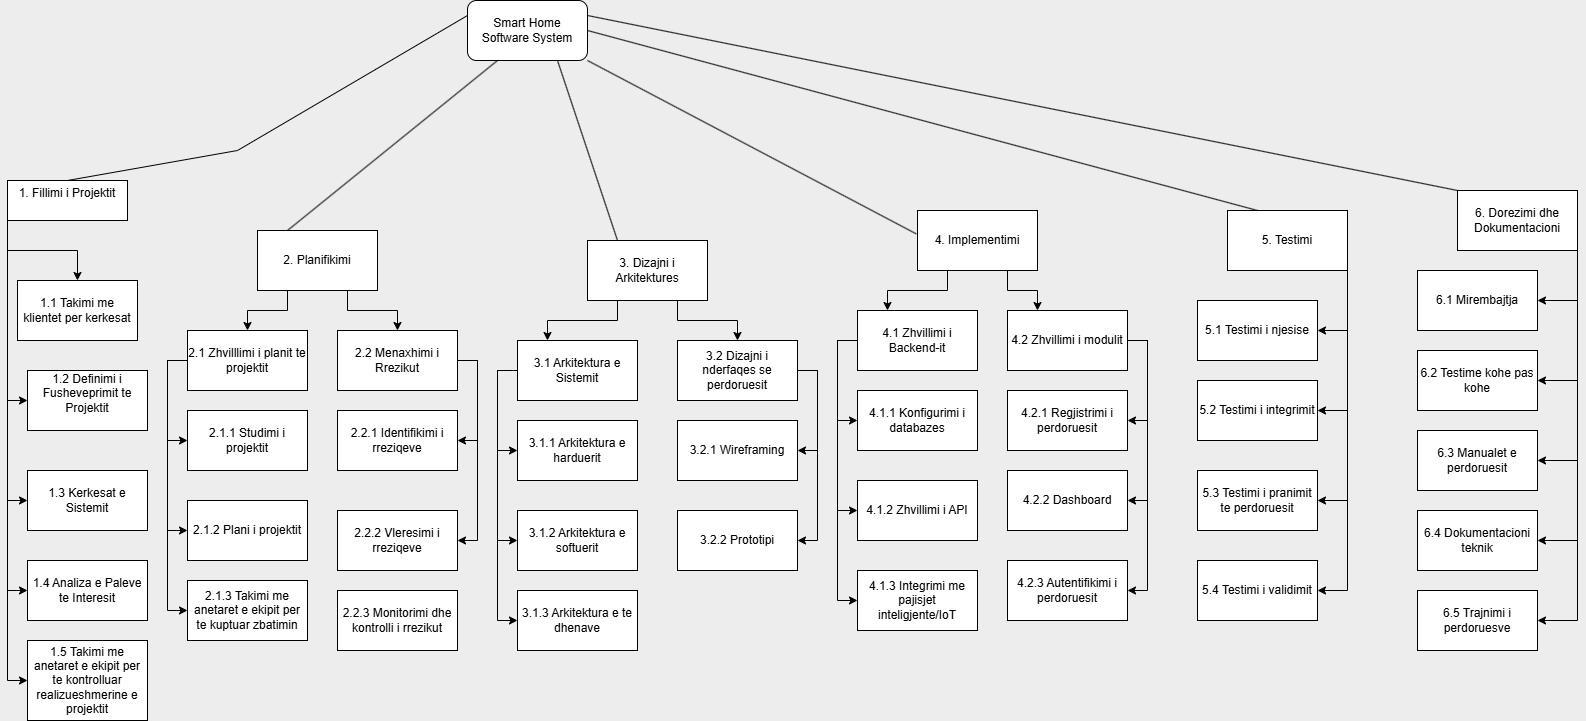 Smart Home
Software System
1. Fillimi i Projektit
1.1 Takimi me
klientet per kerkesat
1.2 Definimi i
Fusheveprimit te
Projektit
1.3 Kerkesat e
Sistemit
1.4 Analiza e Paleve
te Interesit
1.5 Takimi me
anetaret e ekipit per
te kontrolluar
realizueshmerine e
projektit
2. Planifikimi
2.1 Zhvilllimi i planit te
projektit
2.1.1 Studimi i
projektit
2.1.2 Plani i projektit
2.1.3 Takimi me
anetaret e ekipit per
te kuptuar zbatimin
2.2 Menaxhimi i
Rrezikut
2.2.1 Identifikimi i
rreziqeve
2.2.2 Vleresimi i
rreziqeve
2.2.3 Monitorimi dhe
kontrolli i rrezikut
3. Dizajni i
Arkitektures
3.1 Arkitektura e
Sistemit
3.1.1 Arkitektura e
harduerit
3.1.2 Arkitektura e
softuerit
3.1.3 Arkitektura e te
dhenave
3.2 Dizajni i
nderfaqes se
perdoruesit
3.2.1 Wireframing
3.2.2 Prototipi
4. Implementimi
4.1 Zhvillimi i
Backend-it
4.1.1 Konfigurimi i
databazes
4.1.2 Zhvillimi i API
4.1.3 Integrimi me
pajisjet
inteligjente/IoT
4.2 Zhvillimi i modulit
4.2.1 Regjistrimi i
perdoruesit
4.2.2 Dashboard
4.2.3 Autentifikimi i
perdoruesit
5. Testimi
5.1 Testimi i njesise
5.2 Testimi i integrimit
5.3 Testimi i pranimit
te perdoruesit
5.4 Testimi i validimit
6. Dorezimi dhe
Dokumentacioni
6.1 Mirembajtja
6.2 Testime kohe pas
kohe
6.3 Manualet e
perdoruesit
6.4 Dokumentacioni
teknik
6.5 Trajnimi i
perdoruesve